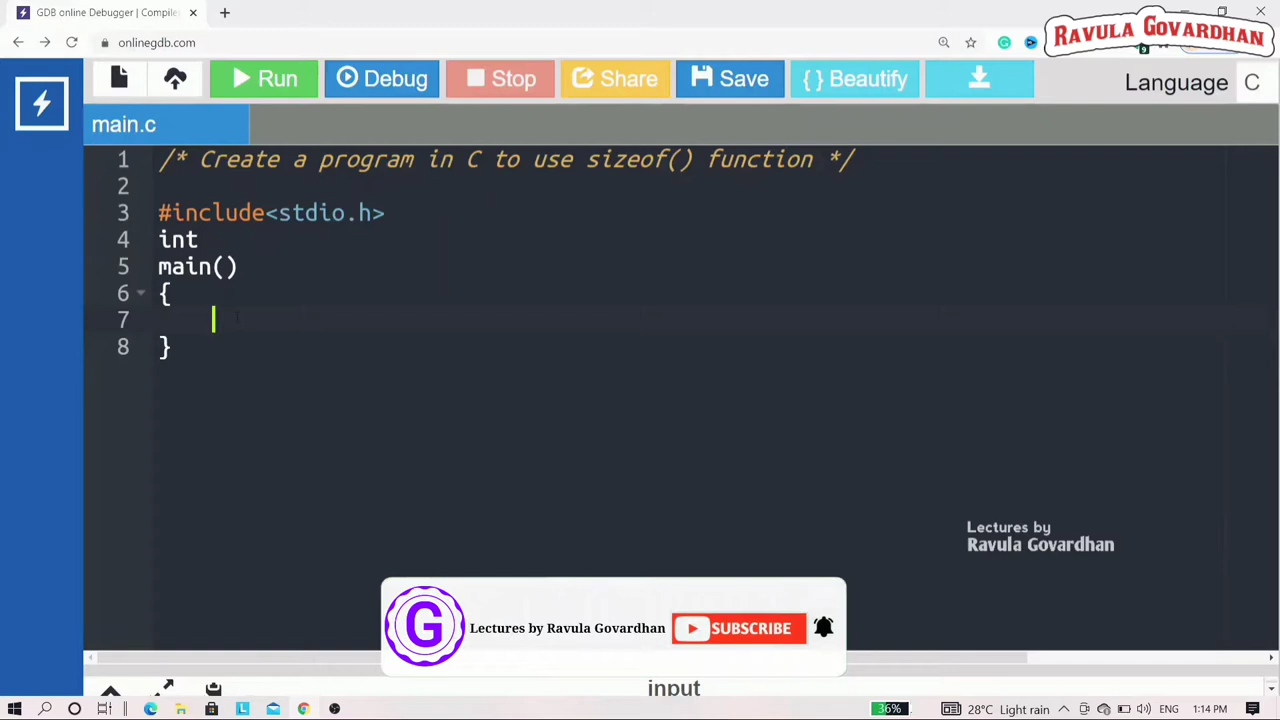 GDB online Debugger | Compiler
onlinegdb.com
RAVULA GOVARDHAN
Run
Debug
Stop
Share
Save
{ } Beautify
Language
C
main.c
1 /* Create a program in C to use sizeof() function */
2
3 #include<stdio.h>
4 int
5 main()
6 {
7
8 }
Lectures by
Ravula Govardhan
G
Lectures by Ravula Govardhan
SUBSCRIBE
input
36%
28°C Light rain
ENG
1:14 PM